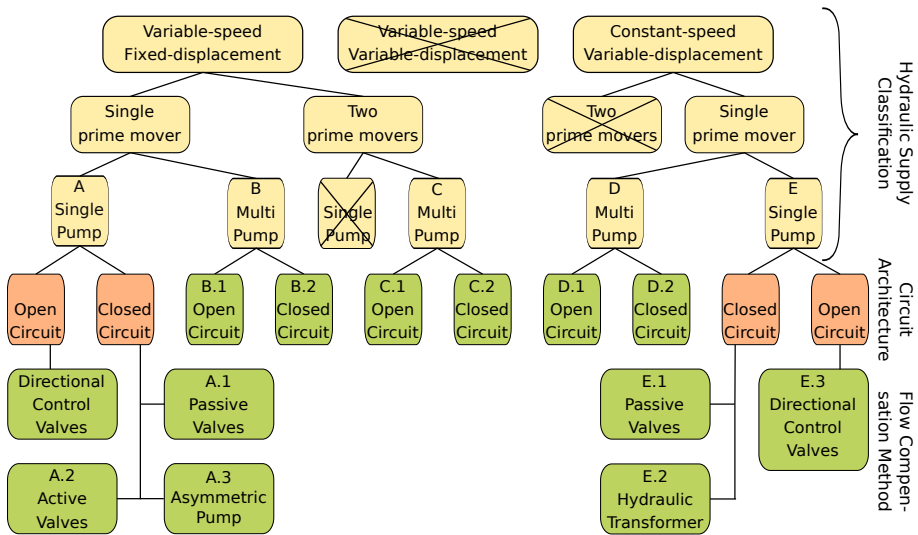 Variable-speed
Fixed-displacement
Variable-speed
Variable-displacement
Constant-speed
Variable-displacement
Hydraulic Supply
Classification
Single
prime mover
Two
prime movers
Two
prime movers
Single
prime mover
A
Single
Pump
B
Multi
Pump
Single
Pump
C
Multi
Pump
D
Multi
Pump
E
Single
Pump
Open
Circuit
Closed
Circuit
B.1
Open
Circuit
B.2
Closed
Circuit
C.1
Open
Circuit
C.2
Closed
Circuit
D.1
Open
Circuit
D.2
Closed
Circuit
Closed
Circuit
Open
Circuit
Circuit
Architecture
Directional
Control
Valves
A.1
Passive
Valves
E.1
Passive
Valves
E.3
Directional
Control
Valves
Flow Compen-
sation Method
A.2
Active
Valves
A.3
Asymmetric
Pump
E.2
Hydraulic
Transformer